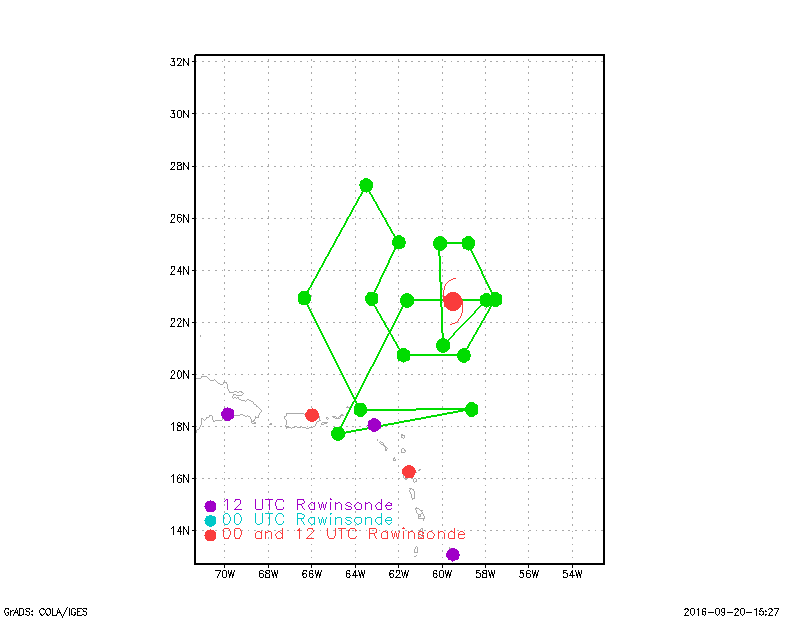 32N
30N
28N
26N
24N
22N
20N
18N
16N
14N
12 UTC Rawinsonde
00 UTC Rawinsonde
00 and 12 UTC Rawinsonde
70W 68W 66W 64W 62W 60W 58W 56W 54W
GrADS: COLA/IGES 2016-09-20-15:27